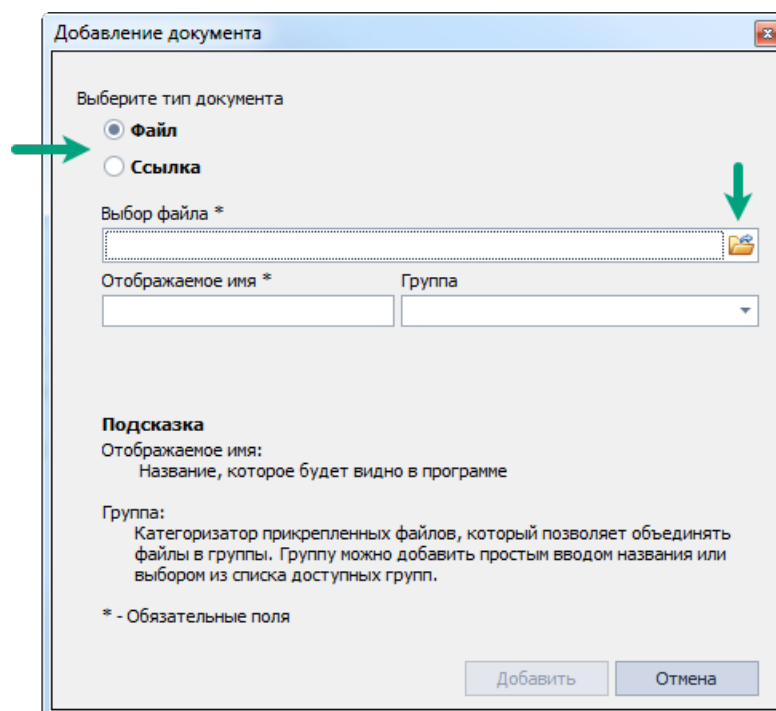 Добавление документа
Выберите тип документа
Файл
Ссылка
Выбор файла *
Отображаемое имя * Группа
Подсказка
Отображаемое имя:
Название, которое будет видно в программе
Группа:
Категоризатор прикрепленных файлов, который позволяет объединять
файлы в группы. Группу можно добавить простым вводом названия или
выбором из списка доступных групп.
* - Обязательные поля
Добавить Отмена